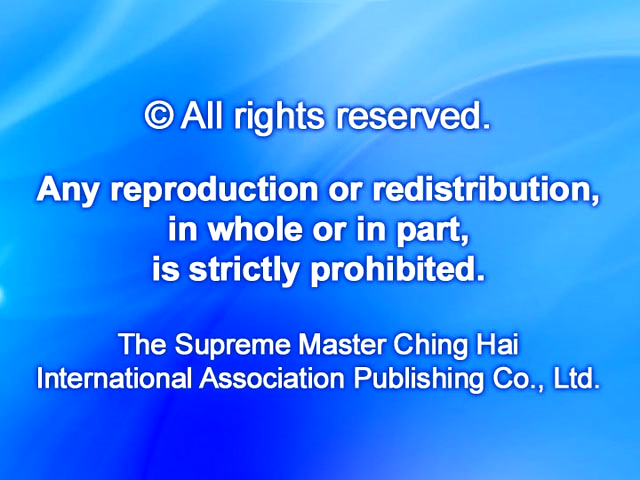 © All rights reserved.
Any reproduction or redistribution,
in whole or in part,
is strictly prohibited.
The Supreme Master Ching Hai
International Association Publishing Co., Ltd.